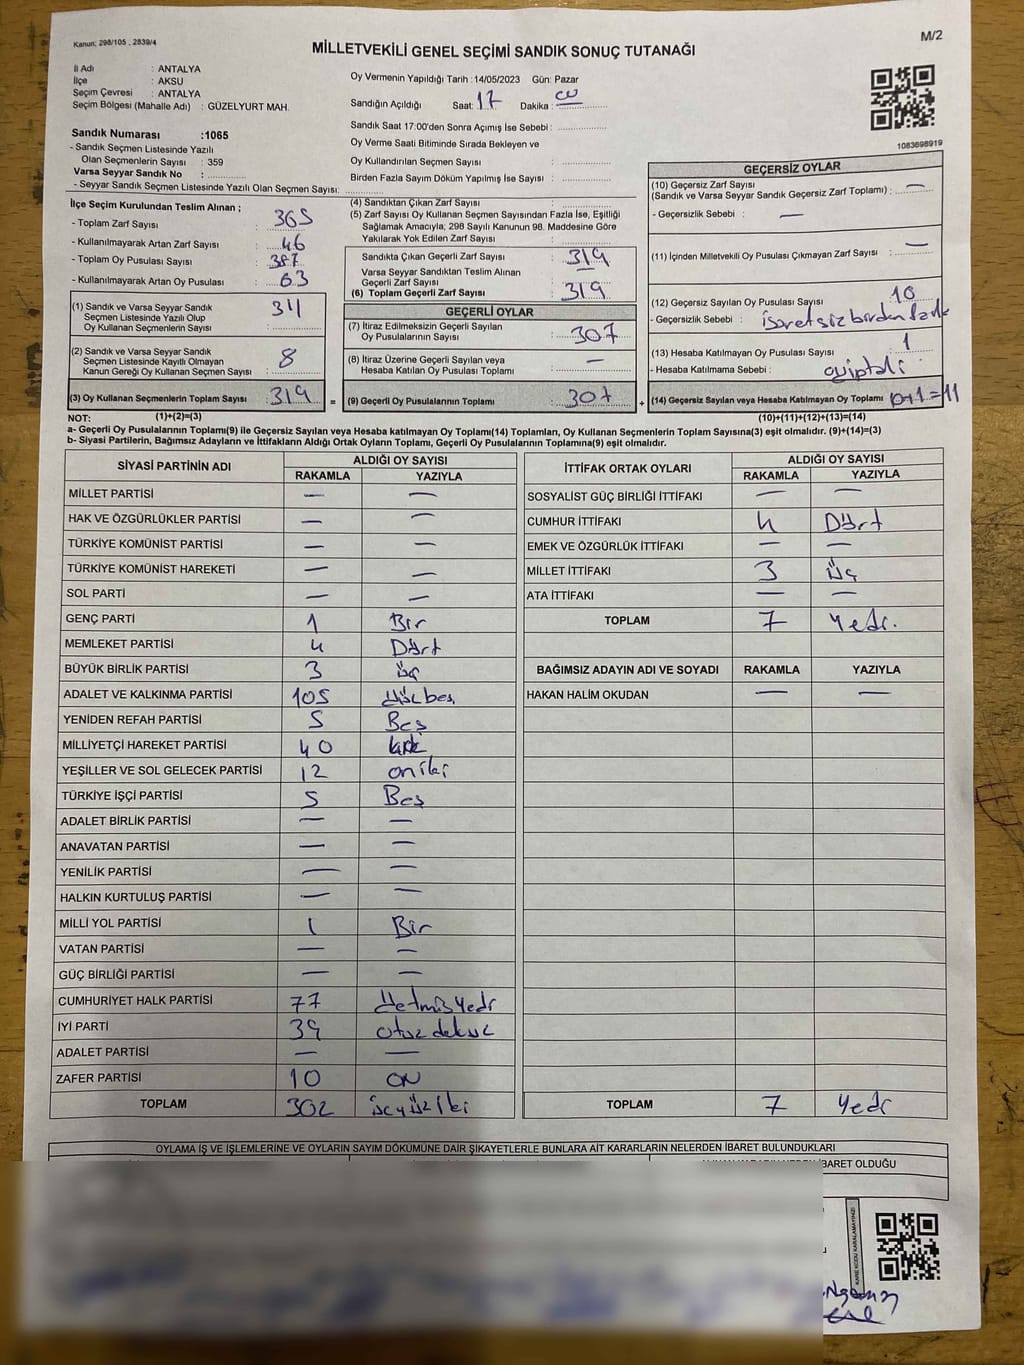 Kanun: 298/105 , 2839/4
MİLLETVEKİLİ GENEL SEÇİMİ SANDIK SONUÇ TUTANAĞI
M/2
İl Adı : ANTALYA
İlçe : AKSU
Seçim Çevresi : ANTALYA
Seçim Bölgesi (Mahalle Adı) : GÜZELYURT MAH.
Oy Vermenin Yapıldığı Tarih :14/05/2023 Gün: Pazar
Sandığın Açıldığı Saat: 17 Dakika :
Sandık Saat 17:00'den Sonra Açımış İse Sebebi :
Oy Verme Saati Bitiminde Sırada Bekleyen ve
Oy Kullandırılan Seçmen Sayısı :
Birden Fazla Sayım Döküm Yapılmış İse Sayısı :
1083698919
Sandık Numarası :1065
- Sandık Seçmen Listesinde Yazılı
Olan Seçmenlerin Sayısı : 359
Varsa Seyyar Sandık No :
- Seyyar Sandık Seçmen Listesinde Yazılı Olan Seçmen Sayısı:
İlçe Seçim Kurulundan Teslim Alınan ;
- Toplam Zarf Sayısı : 365
- Kullanılmayarak Artan Zarf Sayısı : 46
- Toplam Oy Pusulası Sayısı : 387
- Kullanılmayarak Artan Oy Pusulası : 63
(1) Sandık ve Varsa Seyyar Sandık
Seçmen Listesinde Yazılı Olup
Oy Kullanan Seçmenlerin Sayısı : 311
(2) Sandık ve Varsa Seyyar Sandık
Seçmen Listesinde Kayıtlı Olmayan
Kanun Gereği Oy Kullanan Seçmen Sayısı : 8
(3) Oy Kullanan Seçmenlerin Toplam Sayısı : 319 =
(4) Sandıktan Çıkan Zarf Sayısı :
(5) Zarf Sayısı Oy Kullanan Seçmen Sayısından Fazla İse, Eşitliği
Sağlamak Amacıyla; 298 Sayılı Kanunun 98. Maddesine Göre
Yakılarak Yok Edilen Zarf Sayısı :
Sandıkta Çıkan Geçerli Zarf Sayısı : 319
Varsa Seyyar Sandıktan Teslim Alınan
Geçerli Zarf Sayısı : —
(6) Toplam Geçerli Zarf Sayısı : 319
GEÇERLİ OYLAR
(7) İtiraz Edilmeksizin Geçerli Sayılan
Oy Pusulalarının Sayısı : 307
(8) İtiraz Üzerine Geçerli Sayılan veya
Hesaba Katılan Oy Pusulası Toplamı : —
(9) Geçerli Oy Pusulalarının Toplamı : 307 +
GEÇERSİZ OYLAR
(10) Geçersiz Zarf Sayısı
(Sandık ve Varsa Seyyar Sandık Geçersiz Zarf Toplamı) : —
- Geçersizlik Sebebi : —
(11) İçinden Milletvekili Oy Pusulası Çıkmayan Zarf Sayısı : —
(12) Geçersiz Sayılan Oy Pusulası Sayısı : 10
- Geçersizlik Sebebi : işaretsiz birden fazla
(13) Hesaba Katılmayan Oy Pusulası Sayısı : 1
- Hesaba Katılmama Sebebi : oy iptali
(14) Geçersiz Sayılan veya Hesaba Katılmayan Oy Toplamı : 10+1=11
NOT: (1)+(2)=(3)
(10)+(11)+(12)+(13)=(14)
a- Geçerli Oy Pusulalarının Toplamı(9) ile Geçersiz Sayılan veya Hesaba katılmayan Oy Toplamı(14) Toplamları, Oy Kullanan Seçmenlerin Toplam Sayısına(3) eşit olmalıdır. (9)+(14)=(3)
b- Siyasi Partilerin, Bağımsız Adayların ve İttifakların Aldığı Ortak Oyların Toplamı, Geçerli Oy Pusulalarının Toplamına(9) eşit olmalıdır.
SİYASİ PARTİNİN ADI ALDIĞI OY SAYISI
RAKAMLA YAZIYLA
MİLLET PARTİSİ — —
HAK VE ÖZGÜRLÜKLER PARTİSİ — —
TÜRKİYE KOMÜNİST PARTİSİ — —
TÜRKİYE KOMÜNİST HAREKETİ — —
SOL PARTİ — —
GENÇ PARTİ 1 Bir
MEMLEKET PARTİSİ 4 Dört
BÜYÜK BİRLİK PARTİSİ 3 üç
ADALET VE KALKINMA PARTİSİ 105 yüz beş
YENİDEN REFAH PARTİSİ 5 Beş
MİLLİYETÇİ HAREKET PARTİSİ 40 kırk
YEŞİLLER VE SOL GELECEK PARTİSİ 12 on iki
TÜRKİYE İŞÇİ PARTİSİ 5 Beş
ADALET BİRLİK PARTİSİ — —
ANAVATAN PARTİSİ — —
YENİLİK PARTİSİ — —
HALKIN KURTULUŞ PARTİSİ — —
MİLLİ YOL PARTİSİ 1 Bir
VATAN PARTİSİ — —
GÜÇ BİRLİĞİ PARTİSİ — —
CUMHURİYET HALK PARTİSİ 77 Yetmiş Yedi
İYİ PARTİ 39 otuz dokuz
ADALET PARTİSİ — —
ZAFER PARTİSİ 10 ON
TOPLAM 302 üç yüz iki
İTTİFAK ORTAK OYLARI ALDIĞI OY SAYISI
RAKAMLA YAZIYLA
SOSYALİST GÜÇ BİRLİĞİ İTTİFAKI — —
CUMHUR İTTİFAKI 4 Dört
EMEK VE ÖZGÜRLÜK İTTİFAKI — —
MİLLET İTTİFAKI 3 üç
ATA İTTİFAKI — —
TOPLAM 7 Yedi.
BAĞIMSIZ ADAYIN ADI VE SOYADI RAKAMLA YAZIYLA
HAKAN HALİM OKUDAN — —
TOPLAM 7 Yedi
OYLAMA İŞ VE İŞLEMLERİNE VE OYLARIN SAYIM DÖKÜMÜNE DAİR ŞİKAYETLERLE BUNLARA AİT KARARLARIN NELERDEN İBARET BULUNDUKLARI
İBARET OLDUĞU
KARE KODU KARALAMAYINIZ!